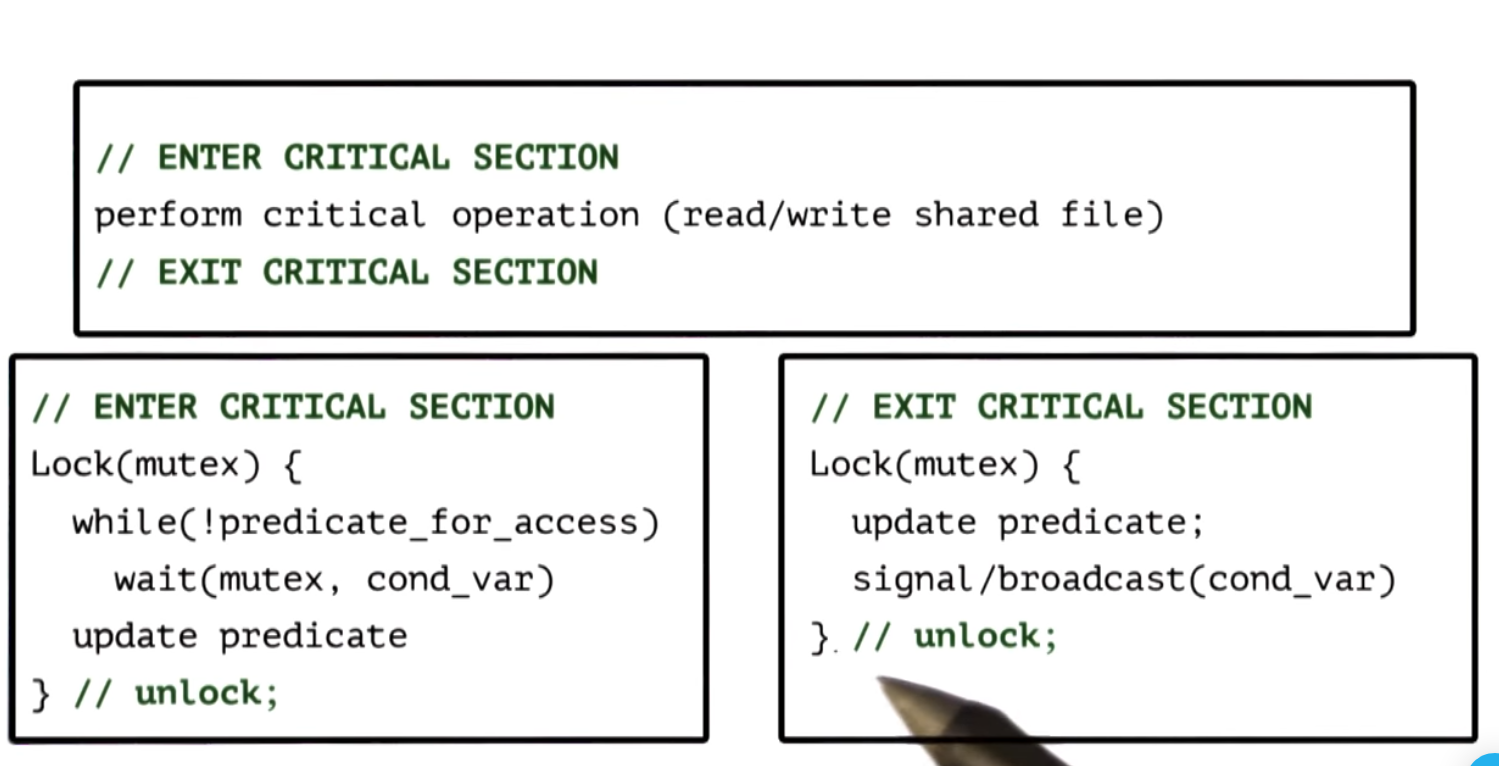 // ENTER CRITICAL SECTION
perform critical operation (read/write shared file)
// EXIT CRITICAL SECTION
// ENTER CRITICAL SECTION
Lock(mutex) {
while(!predicate_for_access)
wait(mutex, cond_var)
update predicate
} // unlock;
// EXIT CRITICAL SECTION
Lock(mutex) {
update predicate;
signal/broadcast(cond_var)
}. // unlock;